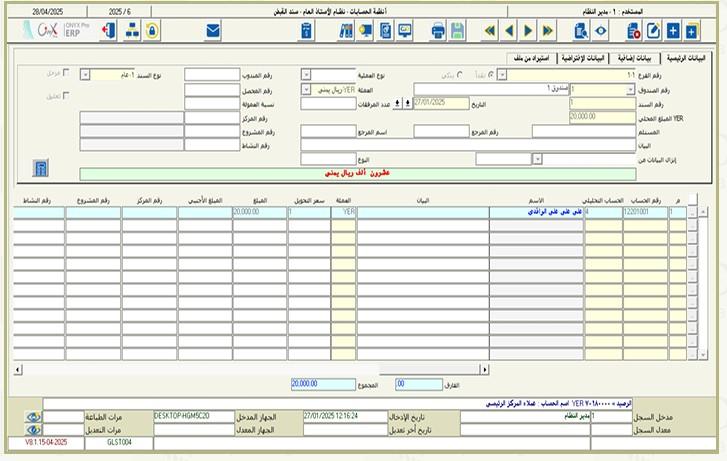 المستخدم : 1 - مدير النظام
أنظمة الحسابات - نظام الأستاذ العام - سند القبض
2025 / 6
28/04/2025
ONYX Pro
ERP
البيانات الرئيسية
بيانات إضافية
البيانات الإفتراضية
استيراد من ملف
رقم الفرع 1-1 نقداً بنكي نوع العملية رقم المندوب نوع السند 1-عام مرحل
رقم الصندوق 1 صندوق 1 العملة YER-ريال يمني رقم المحصل تعليق
رقم السند 1 التاريخ 27/01/2025 عدد المرفقات نسبة العمولة
YER المبلغ المحلي 20,000.00 رقم المركز
المستلم رقم المرجع اسم المرجع رقم المشروع
البيان رقم النشاط
إنزال البيانات من النوع
عشرون ألف ريال يمني
م رقم الحساب الحساب التحليلي الاسم البيان العملة سعر التحويل المبلغ المبلغ الأجنبي رقم المركز رقم المشروع رقم النشاط
1 12201001 4 علي علي علي الرافدي YER 1 20,000.00
الفارق .00 المجموع 20,000.00
الرصيد = ٧٠١٨٠٠٠٠ YER اسم الحساب : عملاء المركز الرئيسي
مدخل السجل 1 مدير النظام تاريخ الإدخال 27/01/2025 12:16:24 الجهاز المدخل DESKTOP-HGM5C20 مرات الطباعة
معدل السجل تاريخ أخر تعديل الجهاز المعدل مرات التعديل
GLST004
V8.1.15-04-2025